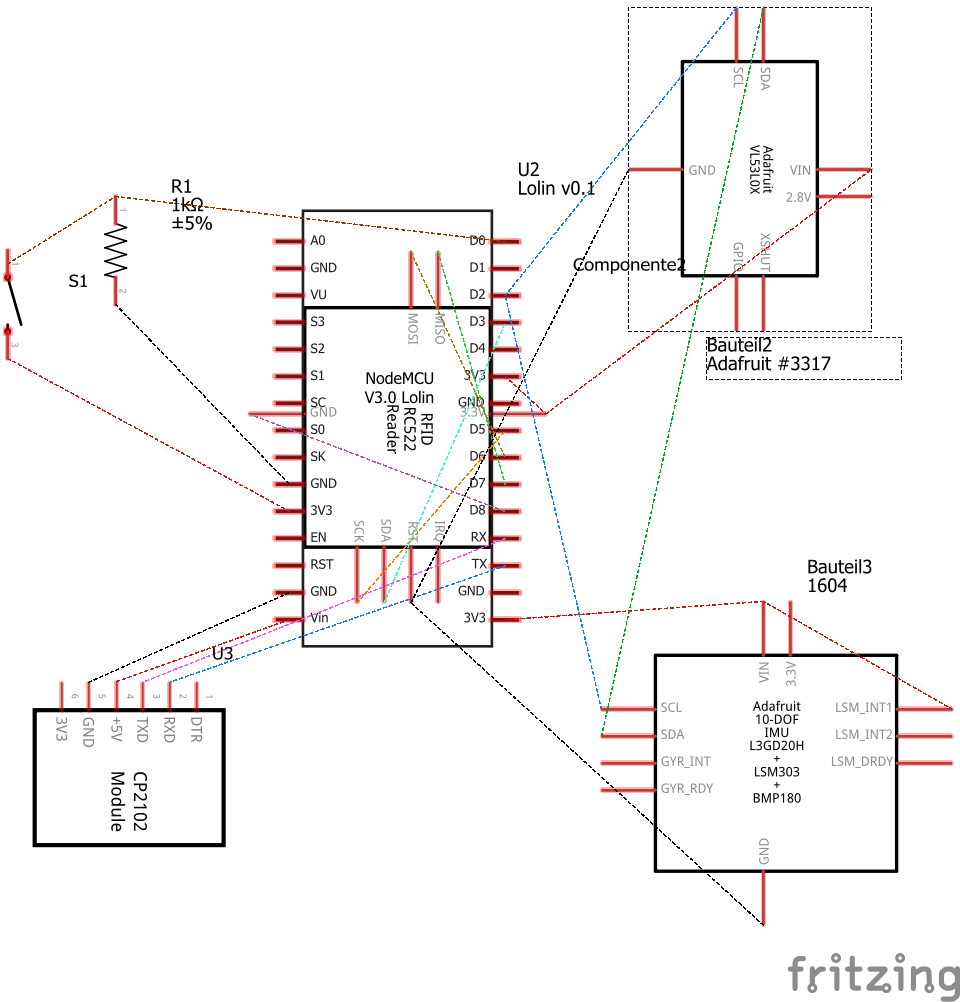 SCL
SDA
Adafruit
VL53L0X
GND
VIN
2.8V
GPIO
XSHUT
Componente2
Bauteil2
Adafruit #3317
R1
1kΩ
±5%
1
2
S1
1
3
U2
Lolin v0.1
A0
GND
VU
S3
S2
S1
SC
S0
SK
GND
3V3
EN
RST
GND
Vin
D0
D1
D2
D3
D4
3V3
GND
D5
D6
D7
D8
RX
TX
GND
3V3
NodeMCU
V3.0 Lolin
MOSI
MISO
GND
3.3V
RFID
RC522
Reader
SCK
SDA
RST
IRQ
U3
6
5
4
3
2
1
3V3
GND
+5V
TXD
RXD
DTR
CP2102
Module
Bauteil3
1604
VIN
3.3V
SCL
SDA
GYR_INT
GYR_RDY
Adafruit
10-DOF
IMU
L3GD20H
+
LSM303
+
BMP180
LSM_INT1
LSM_INT2
LSM_DRDY
GND
fritzing